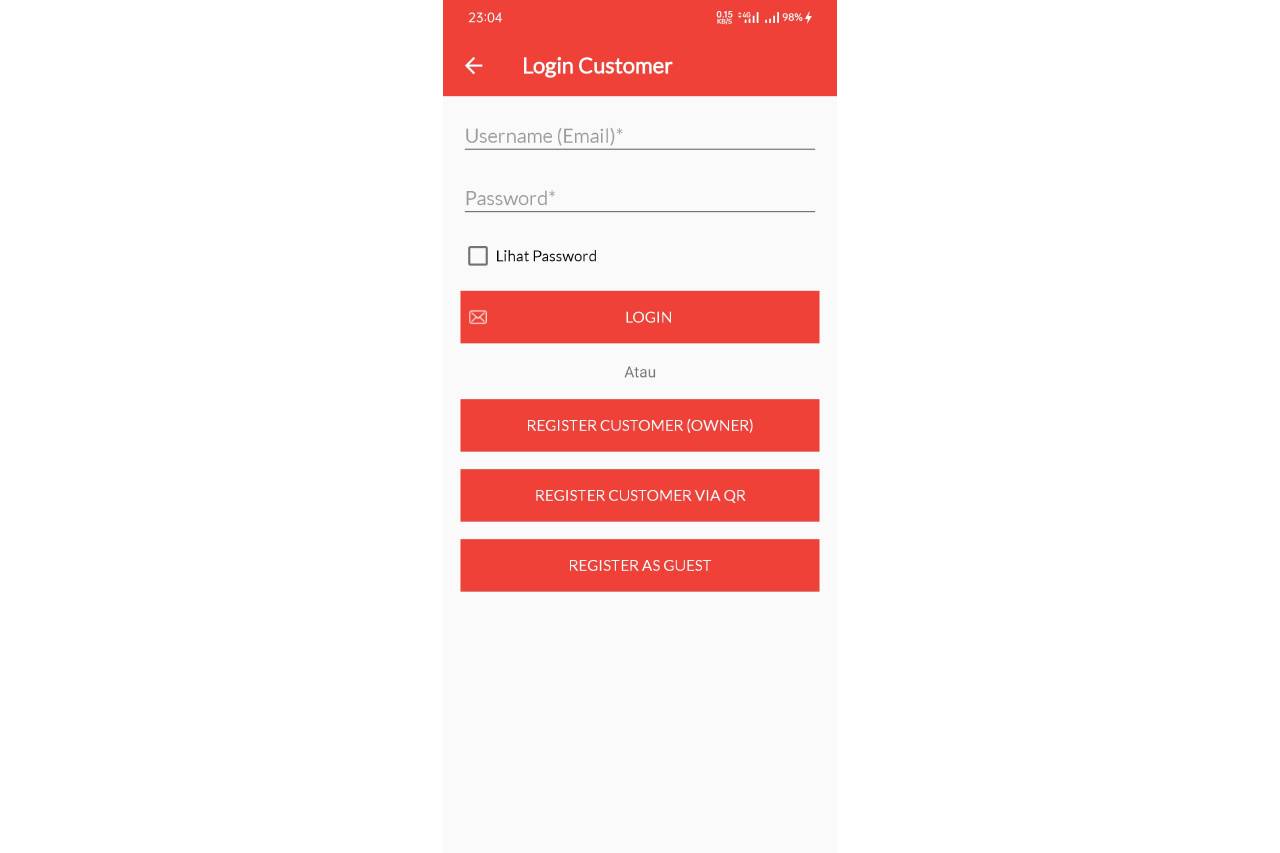 23:04 0.15 KB/S 4G 98%
Login Customer
Username (Email)*
Password*
Lihat Password
LOGIN
Atau
REGISTER CUSTOMER (OWNER)
REGISTER CUSTOMER VIA QR
REGISTER AS GUEST